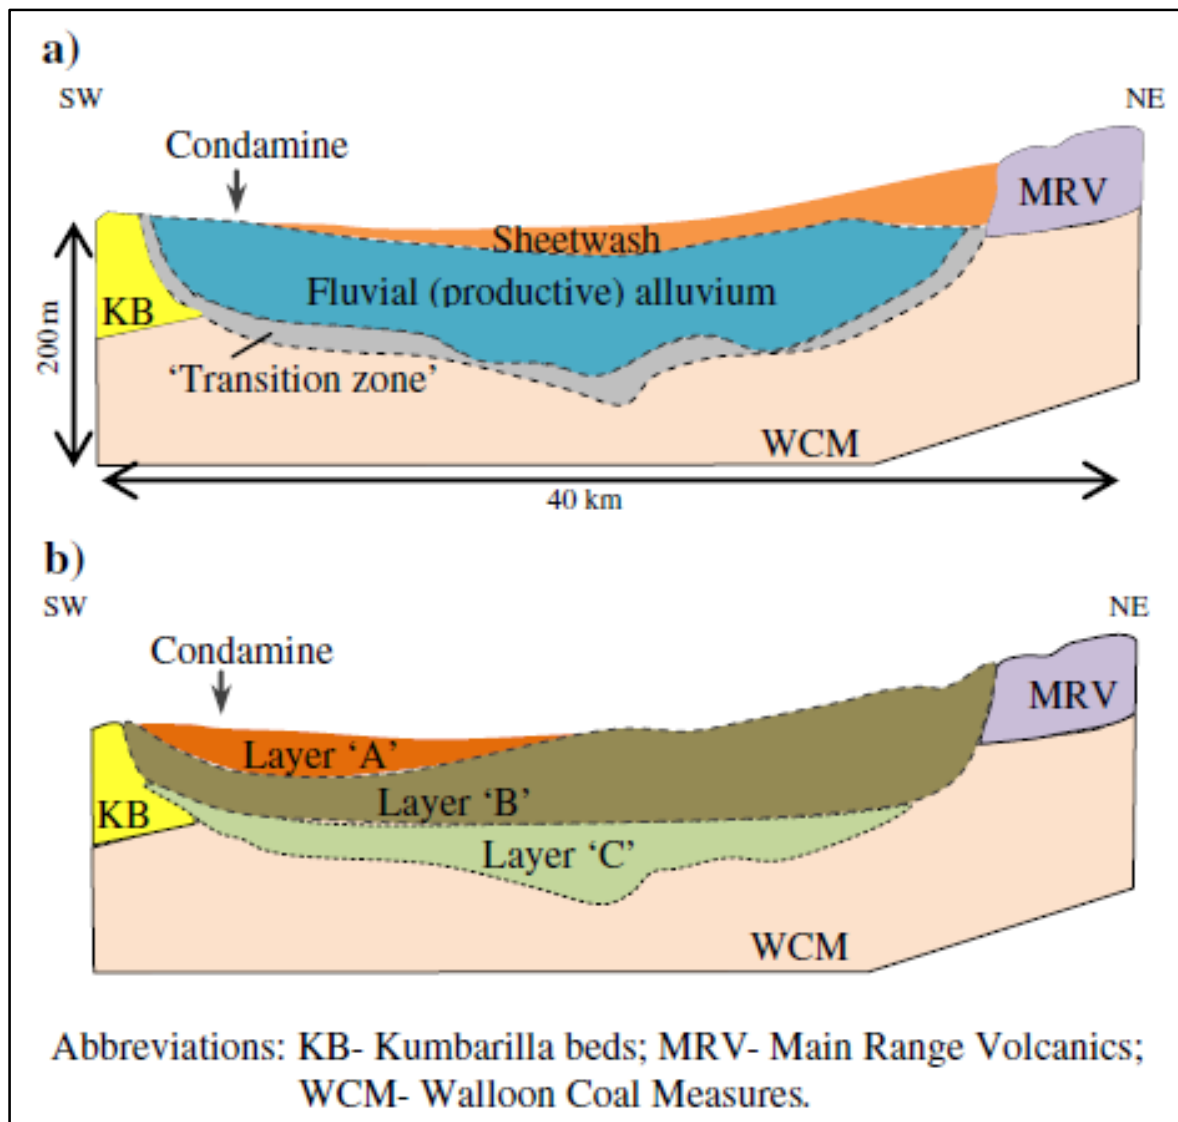 a)
SW
NE
Condamine
MRV
Sheetwash
Fluvial (productive) alluvium
KB
200 m
‘Transition zone’
WCM
40 km
b)
SW
NE
Condamine
MRV
Layer ‘A’
Layer ‘B’
KB
Layer ‘C’
WCM
Abbreviations: KB- Kumbarilla beds; MRV- Main Range Volcanics;
WCM- Walloon Coal Measures.